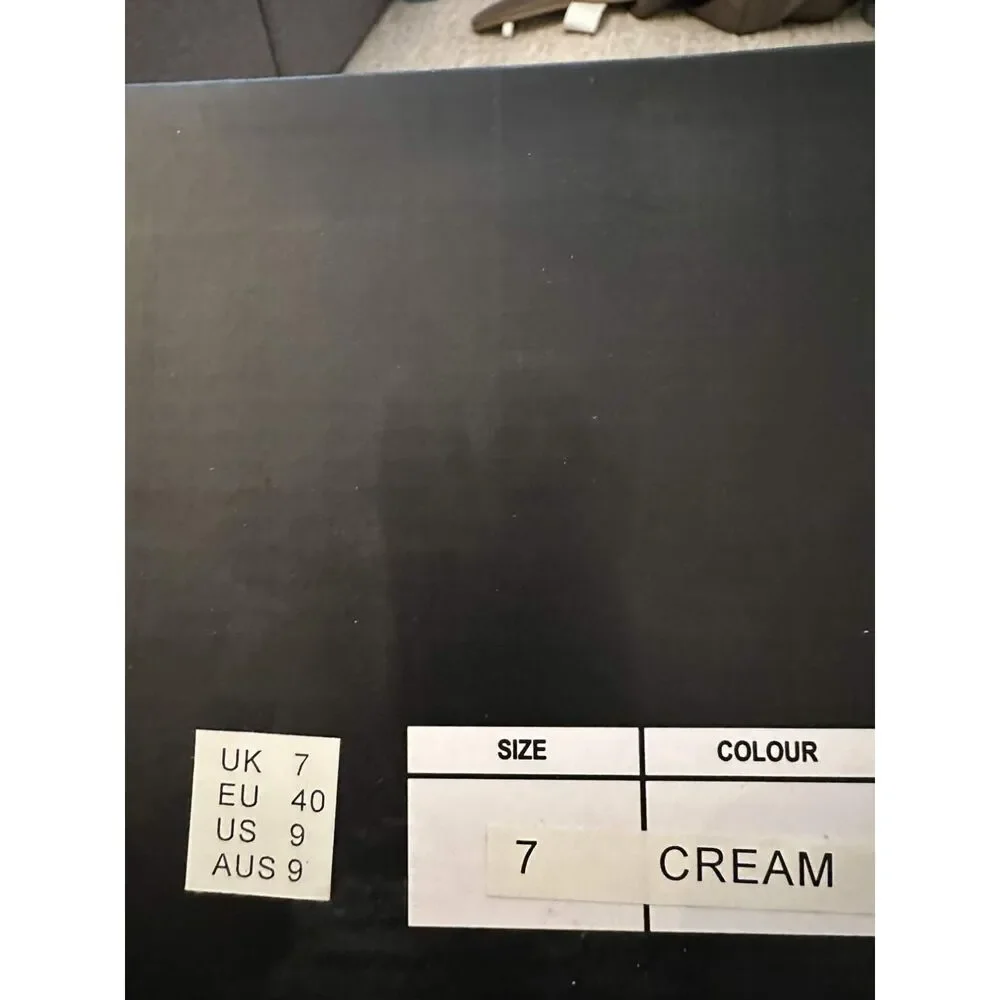 UK 7
EU 40
US 9
AUS 9
SIZE COLOUR
7 CREAM